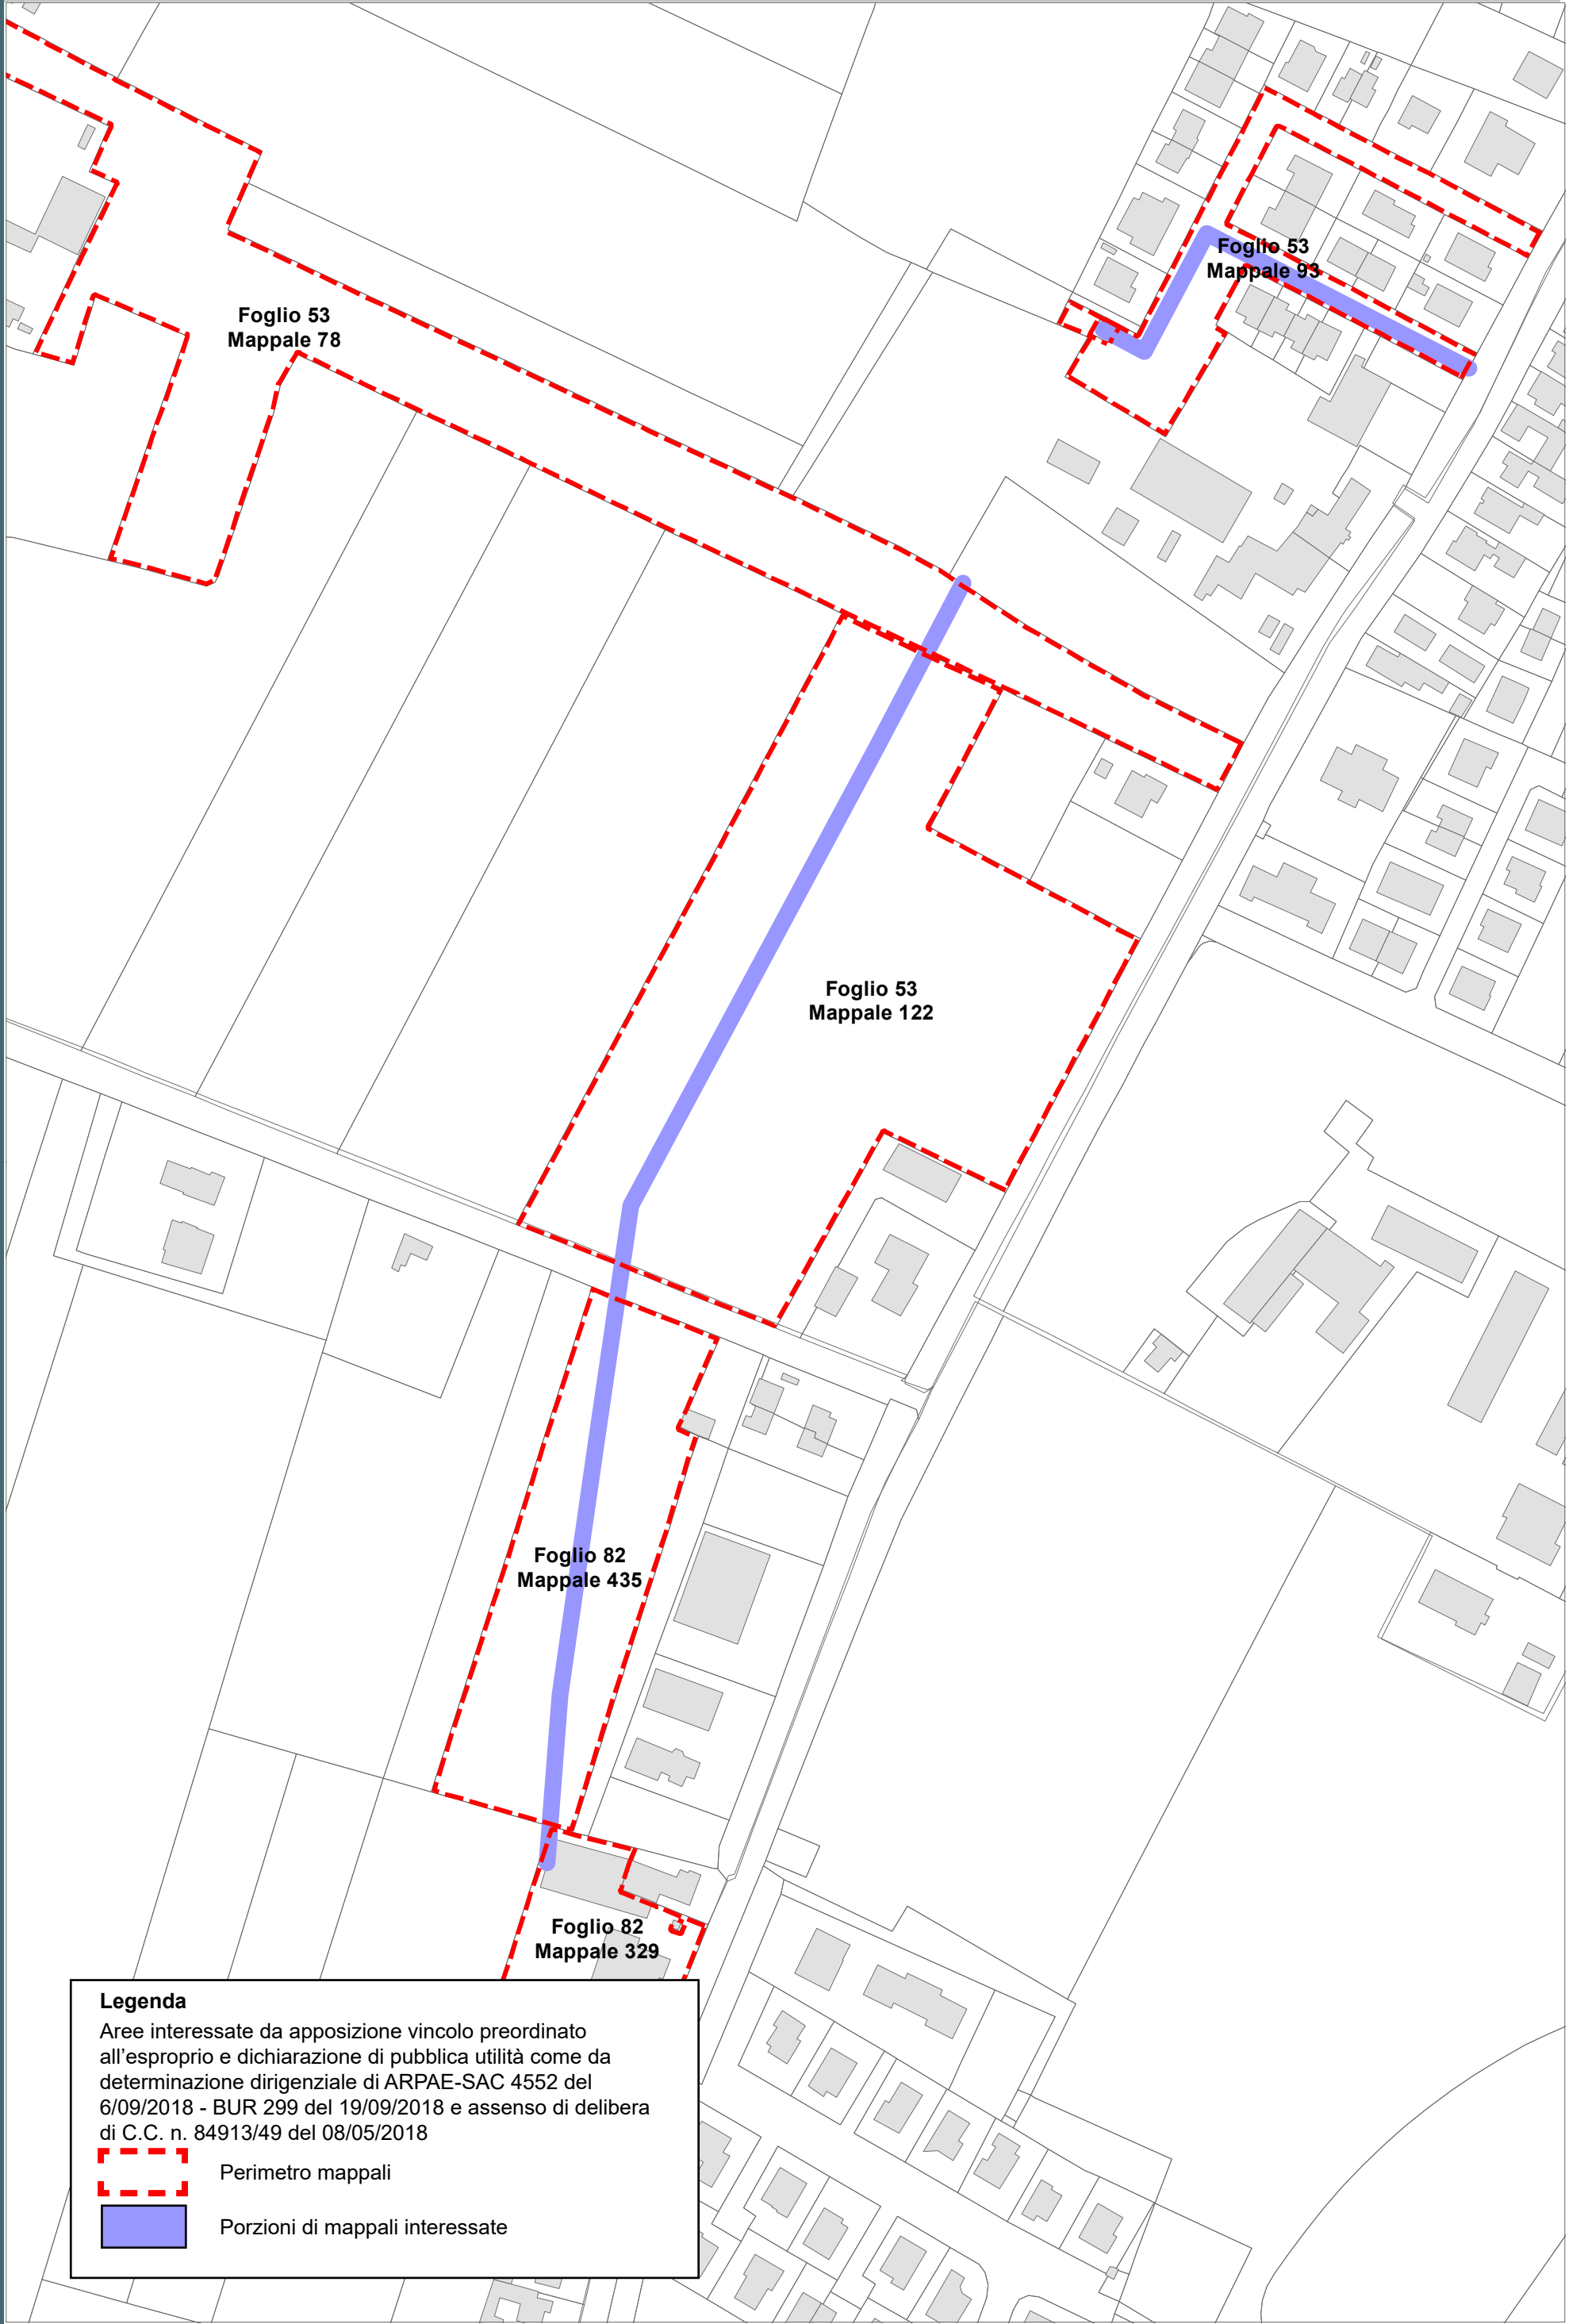 Foglio 53
Mappale 93
Foglio 53
Mappale 78
Foglio 53
Mappale 122
Foglio 82
Mappale 435
Foglio 82
Mappale 329
Legenda
Aree interessate da apposizione vincolo preordinato
all'esproprio e dichiarazione di pubblica utilità come da
determinazione dirigenziale di ARPAE-SAC 4552 del
6/09/2018 - BUR 299 del 19/09/2018 e assenso di delibera
di C.C. n. 84913/49 del 08/05/2018
Perimetro mappali
Porzioni di mappali interessate